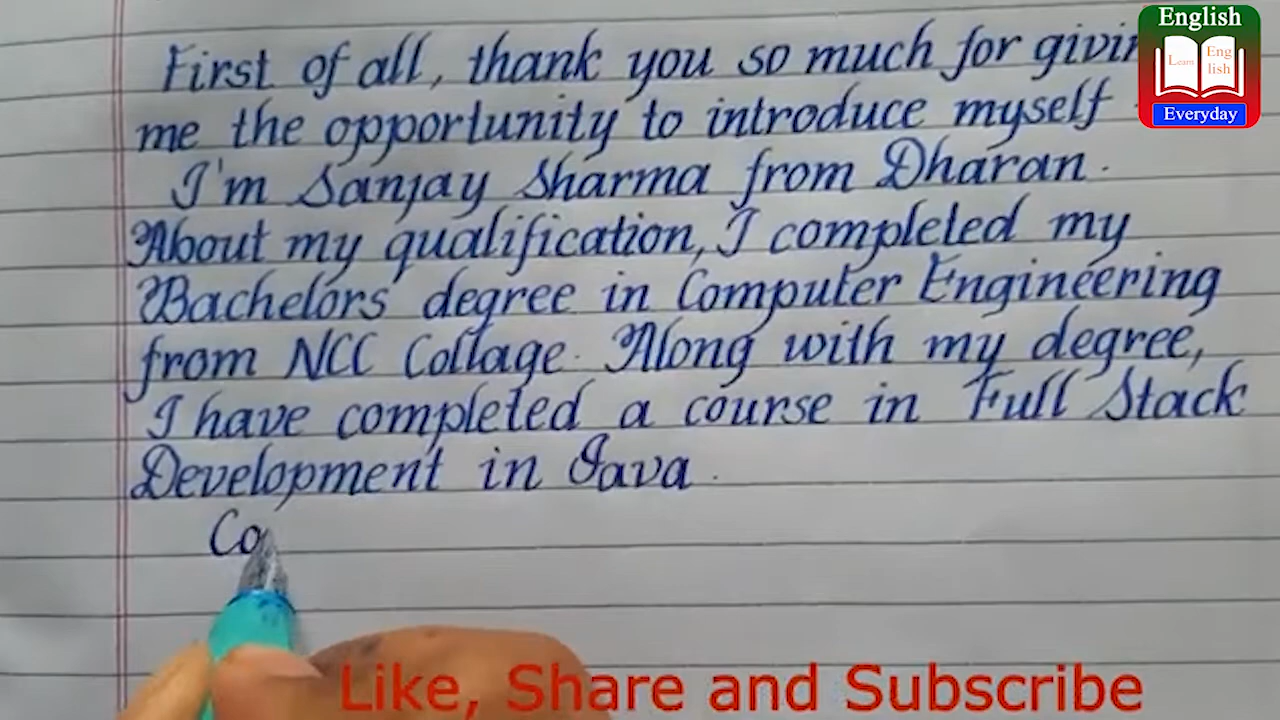 First of all, thank you so much for givin
me the opportunity to introduce myself.
I'm Sanjay Sharma from Dharan.
About my qualification, I completed my
Bachelors' degree in Computer Engineering
from NCC Collage. Along with my degree,
I have completed a course in Full Stack
Development in Java.
Co
English
Learn English
Everyday
Like, Share and Subscribe